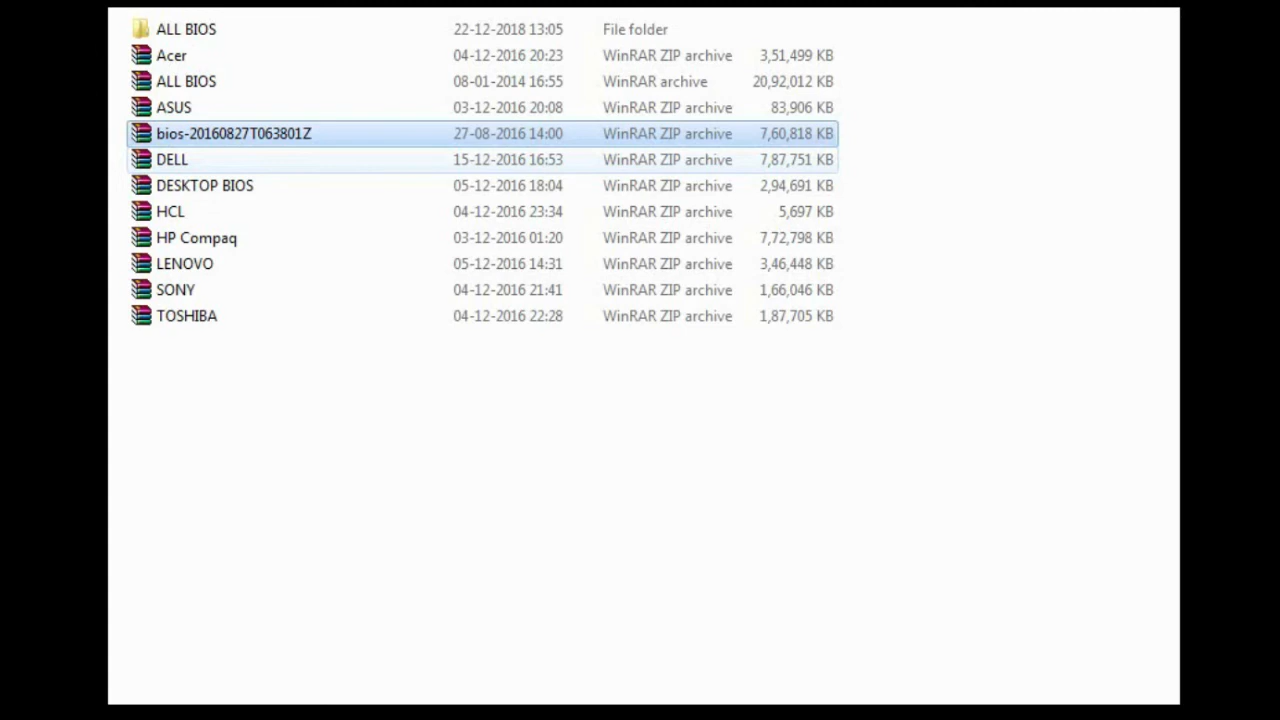 ALL BIOS 22-12-2018 13:05 File folder
Acer 04-12-2016 20:23 WinRAR ZIP archive 3,51,499 KB
ALL BIOS 08-01-2014 16:55 WinRAR archive 20,92,012 KB
ASUS 03-12-2016 20:08 WinRAR ZIP archive 83,906 KB
bios-20160827T063801Z 27-08-2016 14:00 WinRAR ZIP archive 7,60,818 KB
DELL 15-12-2016 16:53 WinRAR ZIP archive 7,87,751 KB
DESKTOP BIOS 05-12-2016 18:04 WinRAR ZIP archive 2,94,691 KB
HCL 04-12-2016 23:34 WinRAR ZIP archive 5,697 KB
HP Compaq 03-12-2016 01:20 WinRAR ZIP archive 7,72,798 KB
LENOVO 05-12-2016 14:31 WinRAR ZIP archive 3,46,448 KB
SONY 04-12-2016 21:41 WinRAR ZIP archive 1,66,046 KB
TOSHIBA 04-12-2016 22:28 WinRAR ZIP archive 1,87,705 KB